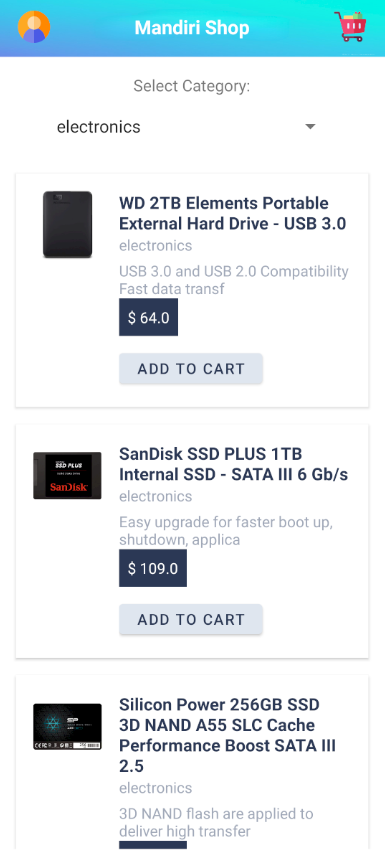 Mandiri Shop
Select Category:
electronics
WD 2TB Elements Portable
External Hard Drive - USB 3.0
electronics
USB 3.0 and USB 2.0 Compatibility
Fast data transf
$ 64.0
ADD TO CART
SSD PLUS
SanDisk
SanDisk SSD PLUS 1TB
Internal SSD - SATA III 6 Gb/s
electronics
Easy upgrade for faster boot up,
shutdown, applica
$ 109.0
ADD TO CART
SP
Silicon Power 256GB SSD
3D NAND A55 SLC Cache
Performance Boost SATA III
2.5
electronics
3D NAND flash are applied to
deliver high transfer